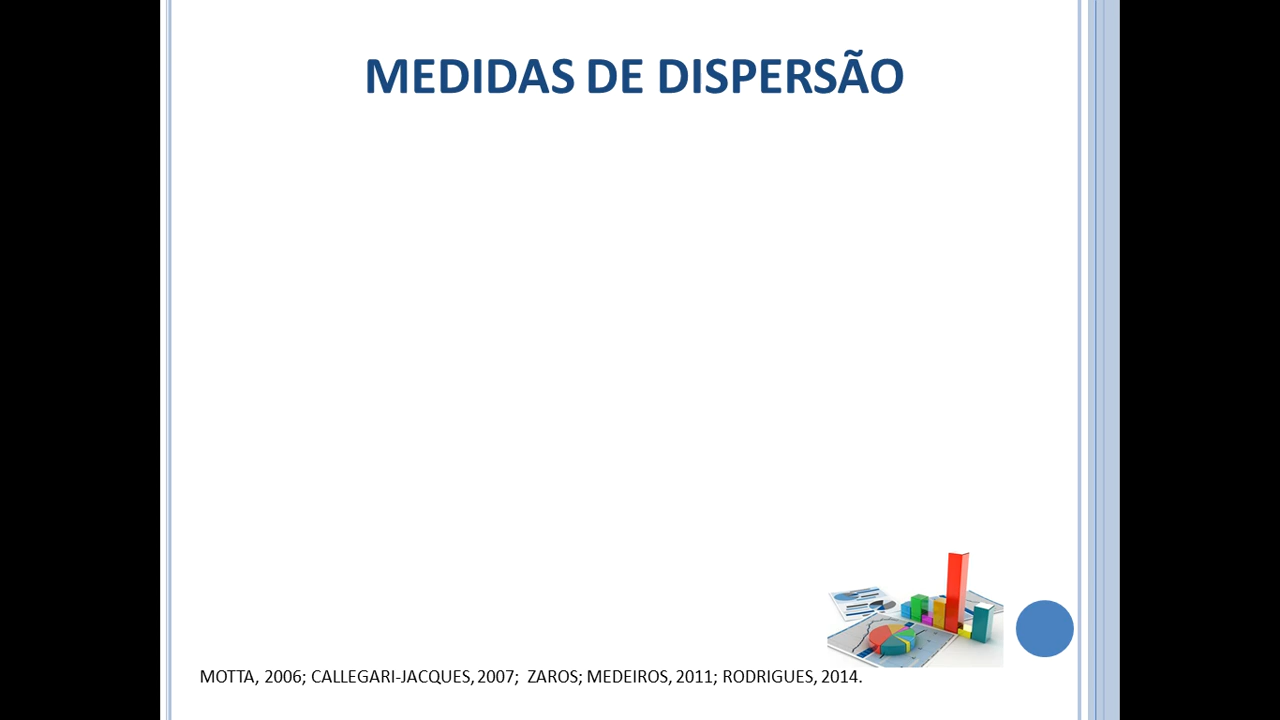 MEDIDAS DE DISPERSÃO
MOTTA, 2006; CALLEGARI-JACQUES, 2007; ZAROS; MEDEIROS, 2011; RODRIGUES, 2014.